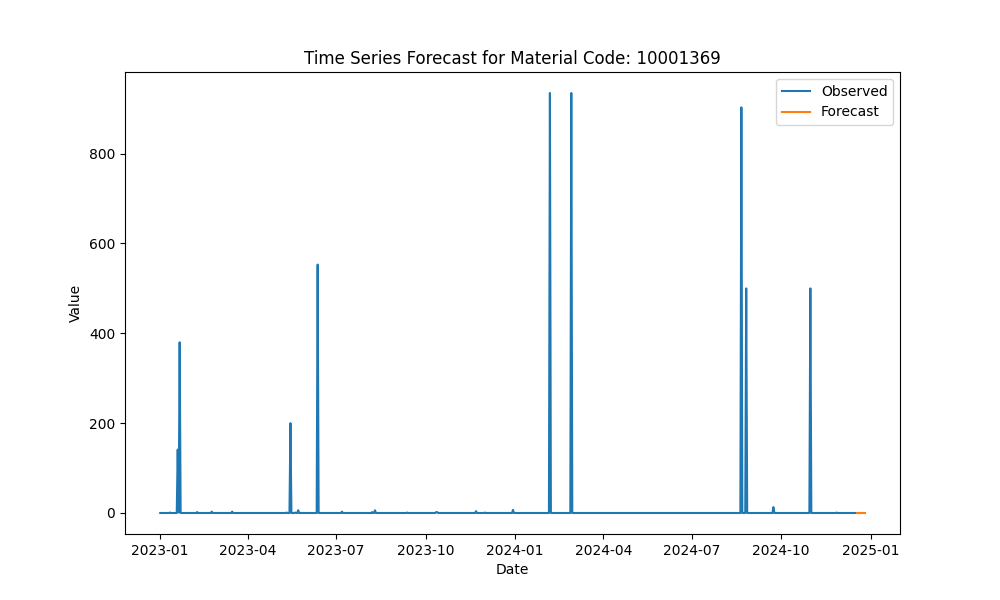 Time Series Forecast for Material Code: 10001369
Observed
Forecast
800
600
400
200
0
Value
2023-01 2023-04 2023-07 2023-10 2024-01 2024-04 2024-07 2024-10 2025-01
Date